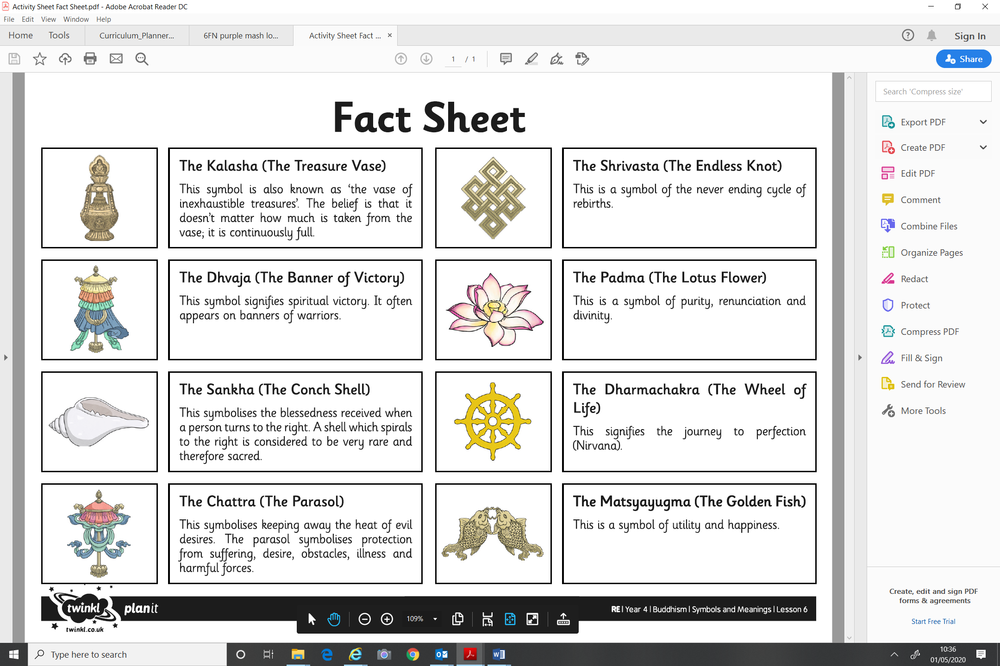 Activity Sheet Fact Sheet.pdf - Adobe Acrobat Reader DC
File Edit View Window Help
Home Tools Curriculum_Planner... 6FN purple mash lo... Activity Sheet Fact ... Sign In
1 / 1 Share
Search 'Compress size'
Export PDF
Create PDF
Edit PDF
Comment
Combine Files
Organize Pages
Redact
Protect
Compress PDF
Fill & Sign
Send for Review
More Tools
Create, edit and sign PDF
forms & agreements
Start Free Trial
Fact Sheet
The Kalasha (The Treasure Vase)
This symbol is also known as ‘the vase of
inexhaustible treasures’. The belief is that it
doesn’t matter how much is taken from the
vase; it is continuously full.
The Shrivasta (The Endless Knot)
This is a symbol of the never ending cycle of
rebirths.
The Dhvaja (The Banner of Victory)
This symbol signifies spiritual victory. It often
appears on banners of warriors.
The Padma (The Lotus Flower)
This is a symbol of purity, renunciation and
divinity.
The Sankha (The Conch Shell)
This symbolises the blessedness received when
a person turns to the right. A shell which spirals
to the right is considered to be very rare and
therefore sacred.
The Dharmachakra (The Wheel of
Life)
This signifies the journey to perfection
(Nirvana).
The Chattra (The Parasol)
This symbolises keeping away the heat of evil
desires. The parasol symbolises protection
from suffering, desire, obstacles, illness and
harmful forces.
The Matsyayugma (The Golden Fish)
This is a symbol of utility and happiness.
twinkl planit
twinkl.co.uk
RE | Year 4 | Buddhism | Symbols and Meanings | Lesson 6
109%
Type here to search
10:36
01/05/2020